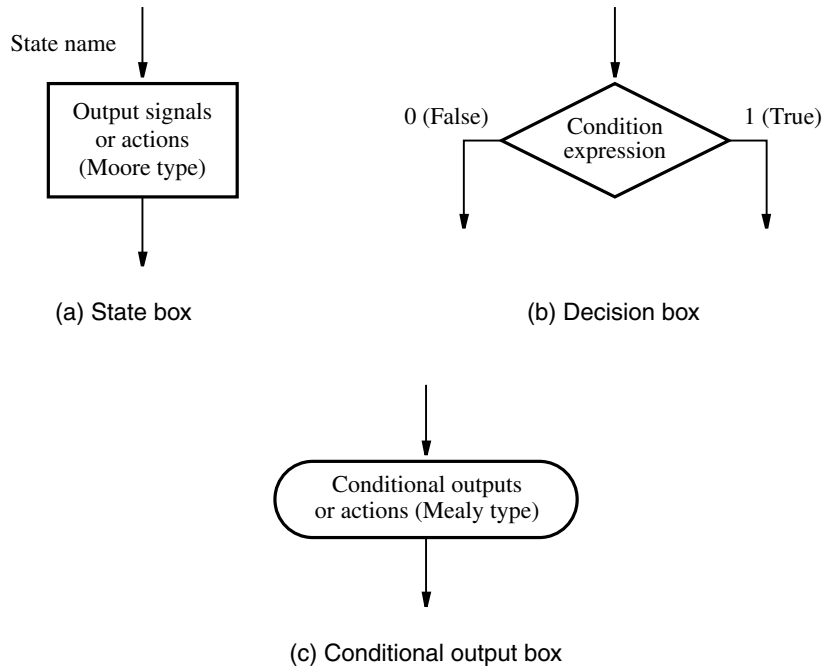 State name
Output signals
or actions
(Moore type)
(a) State box
0 (False)
Condition
expression
1 (True)
(b) Decision box
Conditional outputs
or actions (Mealy type)
(c) Conditional output box